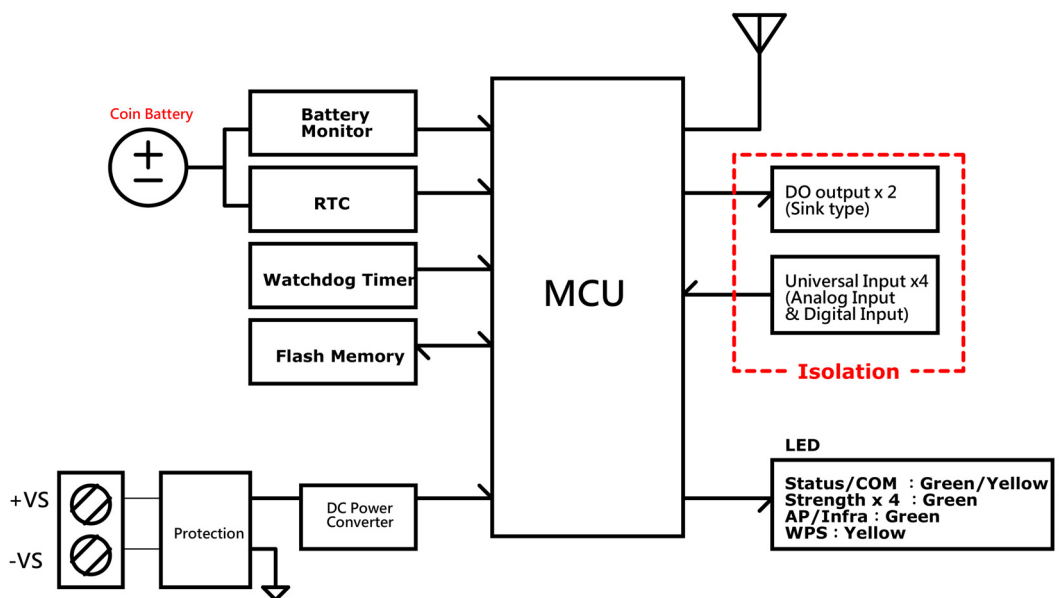 Coin Battery
Battery
Monitor
RTC
Watchdog Timer
Flash Memory
MCU
DO output x 2
(Sink type)
Universal Input x4
(Analog Input
& Digital Input)
Isolation
+VS
-VS
Protection
DC Power
Converter
LED
Status/COM : Green/Yellow
Strength x 4 : Green
AP/Infra : Green
WPS : Yellow